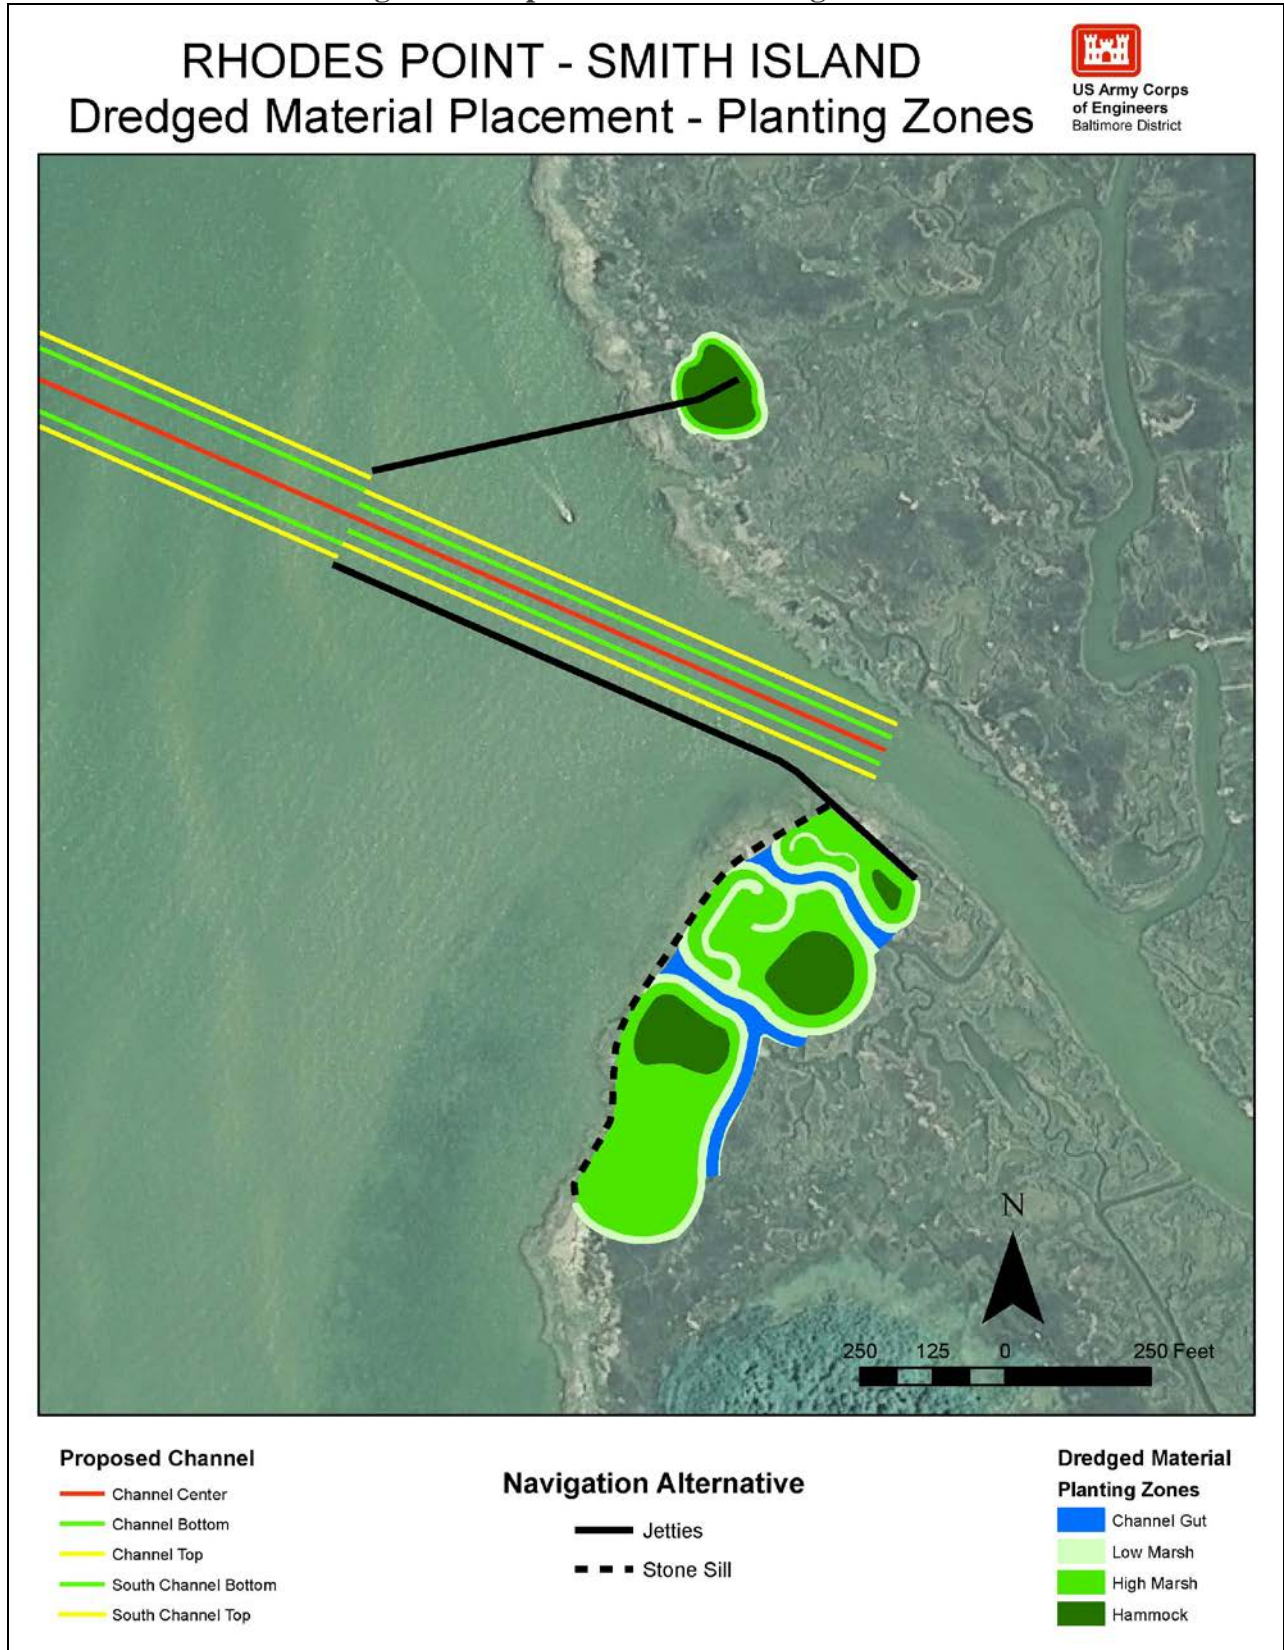 RHODES POINT - SMITH ISLAND
Dredged Material Placement - Planting Zones
US Army Corps
of Engineers
Baltimore District
N
250 125 0 250 Feet
Proposed Channel
Channel Center
Channel Bottom
Channel Top
South Channel Bottom
South Channel Top
Navigation Alternative
Jetties
Stone Sill
Dredged Material
Planting Zones
Channel Gut
Low Marsh
High Marsh
Hammock